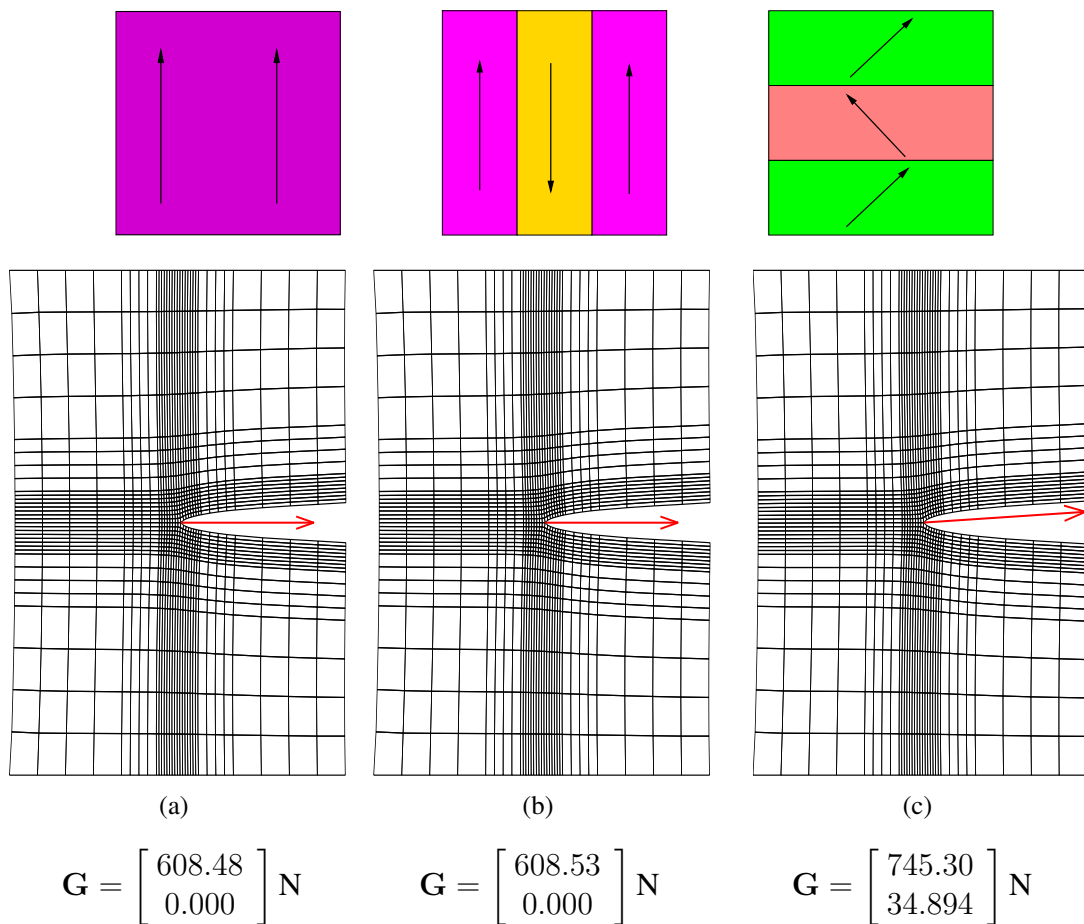 (a)
(b)
(c)
G = [ 608.48 0.000 ] N
G = [ 608.53 0.000 ] N
G = [ 745.30 34.894 ] N